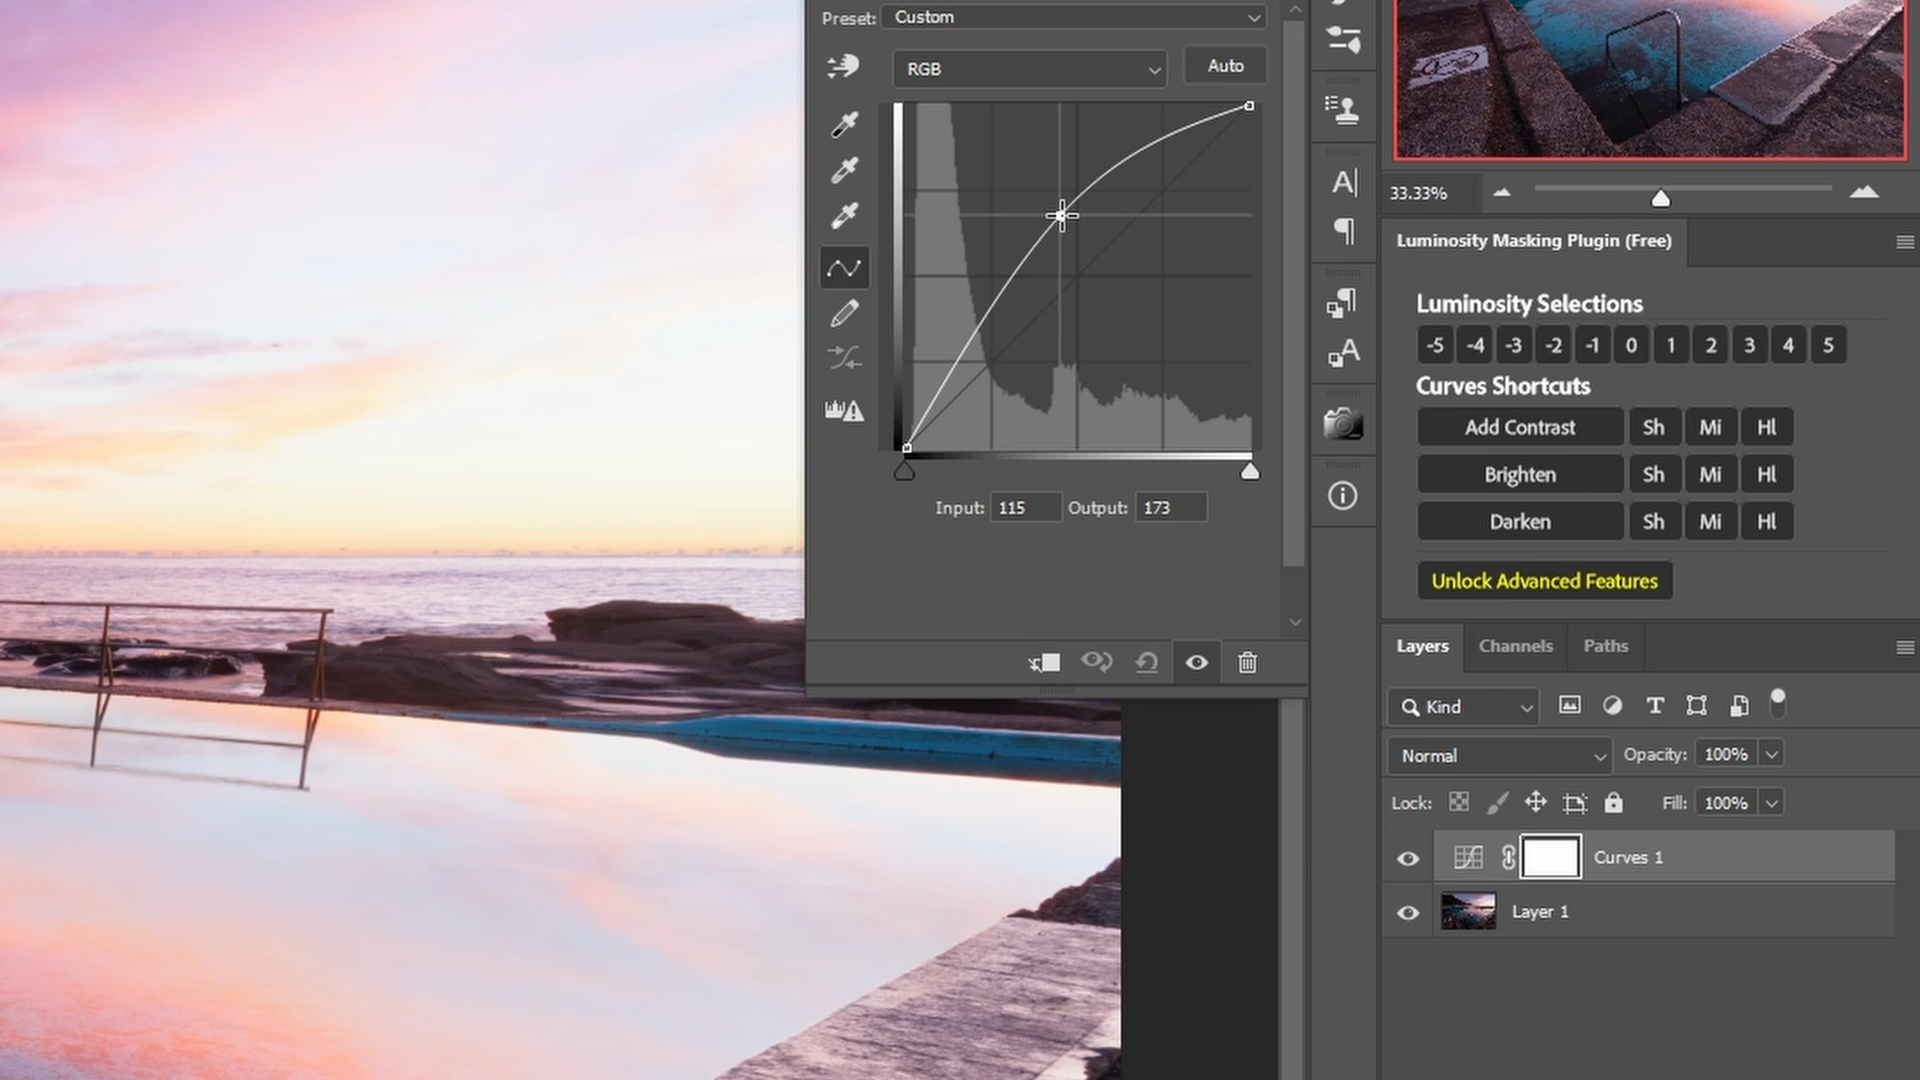 Preset: Custom
RGB
Auto
Input: 115 Output: 173
A
¶
¶
A
33.33%
Luminosity Masking Plugin (Free)
Luminosity Selections
-5 -4 -3 -2 -1 0 1 2 3 4 5
Curves Shortcuts
Add Contrast Sh Mi Hl
Brighten Sh Mi Hl
Darken Sh Mi Hl
Unlock Advanced Features
Layers Channels Paths
Kind T
Normal Opacity: 100%
Lock: Fill: 100%
Curves 1
Layer 1